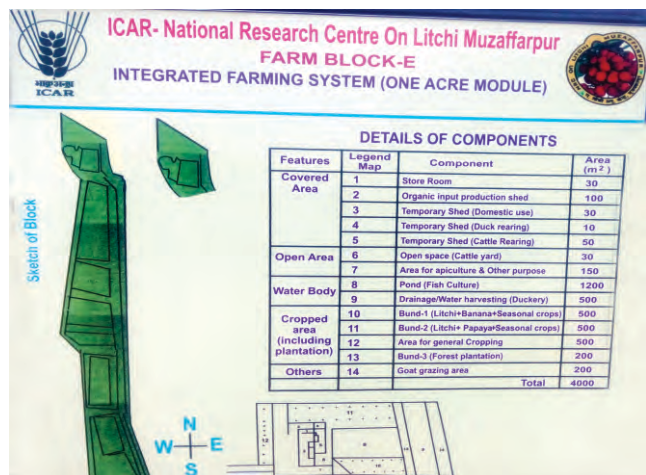 ICAR- National Research Centre On Litchi Muzaffarpur
FARM BLOCK-E
INTEGRATED FARMING SYSTEM (ONE ACRE MODULE)
भाकृअनुप
ICAR
ON LITCHI MUZAFFARPUR
Sketch of Block
DETAILS OF COMPONENTS
Features Legend Map Component Area (m²)
Covered Area 1 Store Room 30
2 Organic input production shed 100
3 Temporary Shed (Domestic use) 30
4 Temporary Shed (Duck rearing) 10
5 Temporary Shed (Cattle Rearing) 50
Open Area 6 Open space (Cattle yard) 30
7 Area for apiculture & Other purpose 150
Water Body 8 Pond (Fish Culture) 1200
9 Drainage/Water harvesting (Duckery) 500
Cropped area (including plantation) 10 Bund-1 (Litchi+Banana+Seasonal crops) 500
11 Bund-2 (Litchi+ Papaya+Seasonal crops) 500
12 Area for general Cropping 500
13 Bund-3 (Forest plantation) 200
Others 14 Goat grazing area 200
Total 4000
N
W E
S